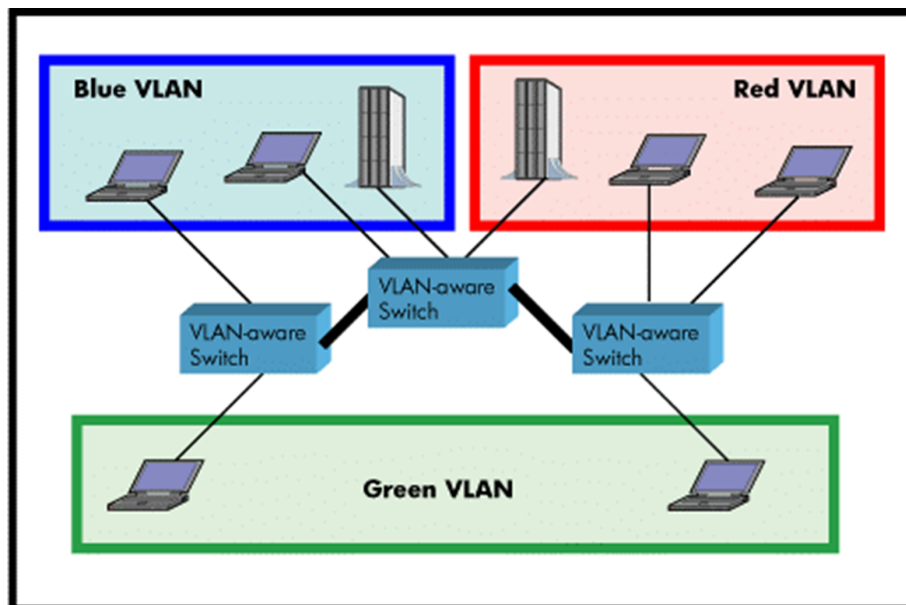 Blue VLAN
Red VLAN
VLAN-aware
Switch
VLAN-aware
Switch
VLAN-aware
Switch
Green VLAN